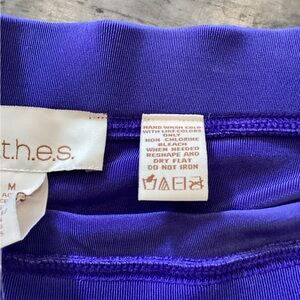 t.h.e.s.
M
HAND WASH COLD
WITH LIKE COLORS
ONLY
NON CHLORINE
BLEACH
WHEN NEEDED
RESHAPE AND
DRY FLAT
DO NOT IRON